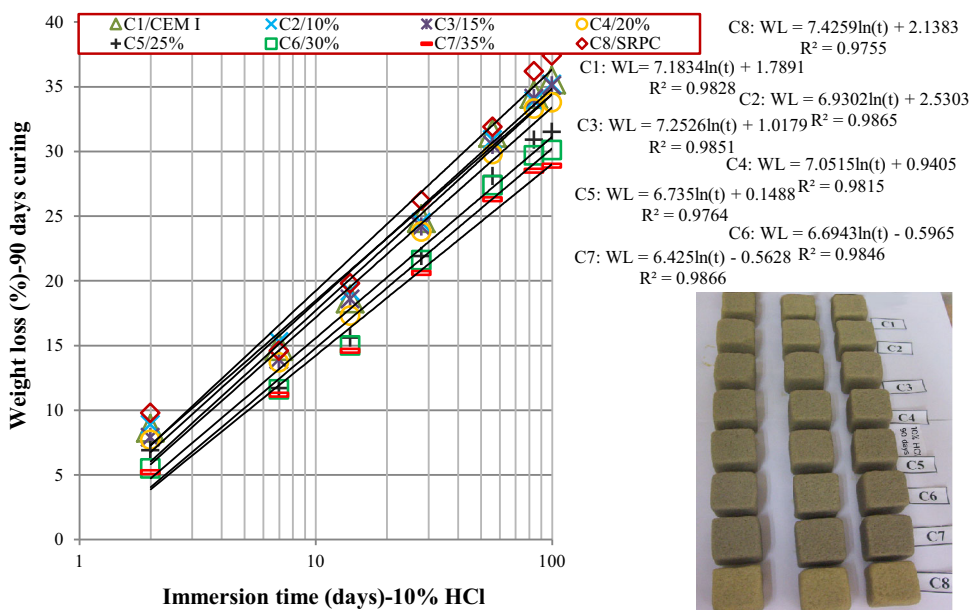 C1/CEM I C2/10% C3/15% C4/20%
C5/25% C6/30% C7/35% C8/SRPC
Weight loss (%)-90 days curing
40
35
30
25
20
15
10
5
0
1 10 100
Immersion time (days)-10% HCl
C8: WL = 7.4259ln(t) + 2.1383
R² = 0.9755
C1: WL= 7.1834ln(t) + 1.7891
R² = 0.9828
C2: WL = 6.9302ln(t) + 2.5303
R² = 0.9865
C3: WL = 7.2526ln(t) + 1.0179
R² = 0.9851
C4: WL = 7.0515ln(t) + 0.9405
R² = 0.9815
C5: WL = 6.735ln(t) + 0.1488
R² = 0.9764
C6: WL = 6.6943ln(t) - 0.5965
R² = 0.9846
C7: WL = 6.425ln(t) - 0.5628
R² = 0.9866
C1
C2
C3
C4
10% HCl
90 days
C5
C6
C7
C8